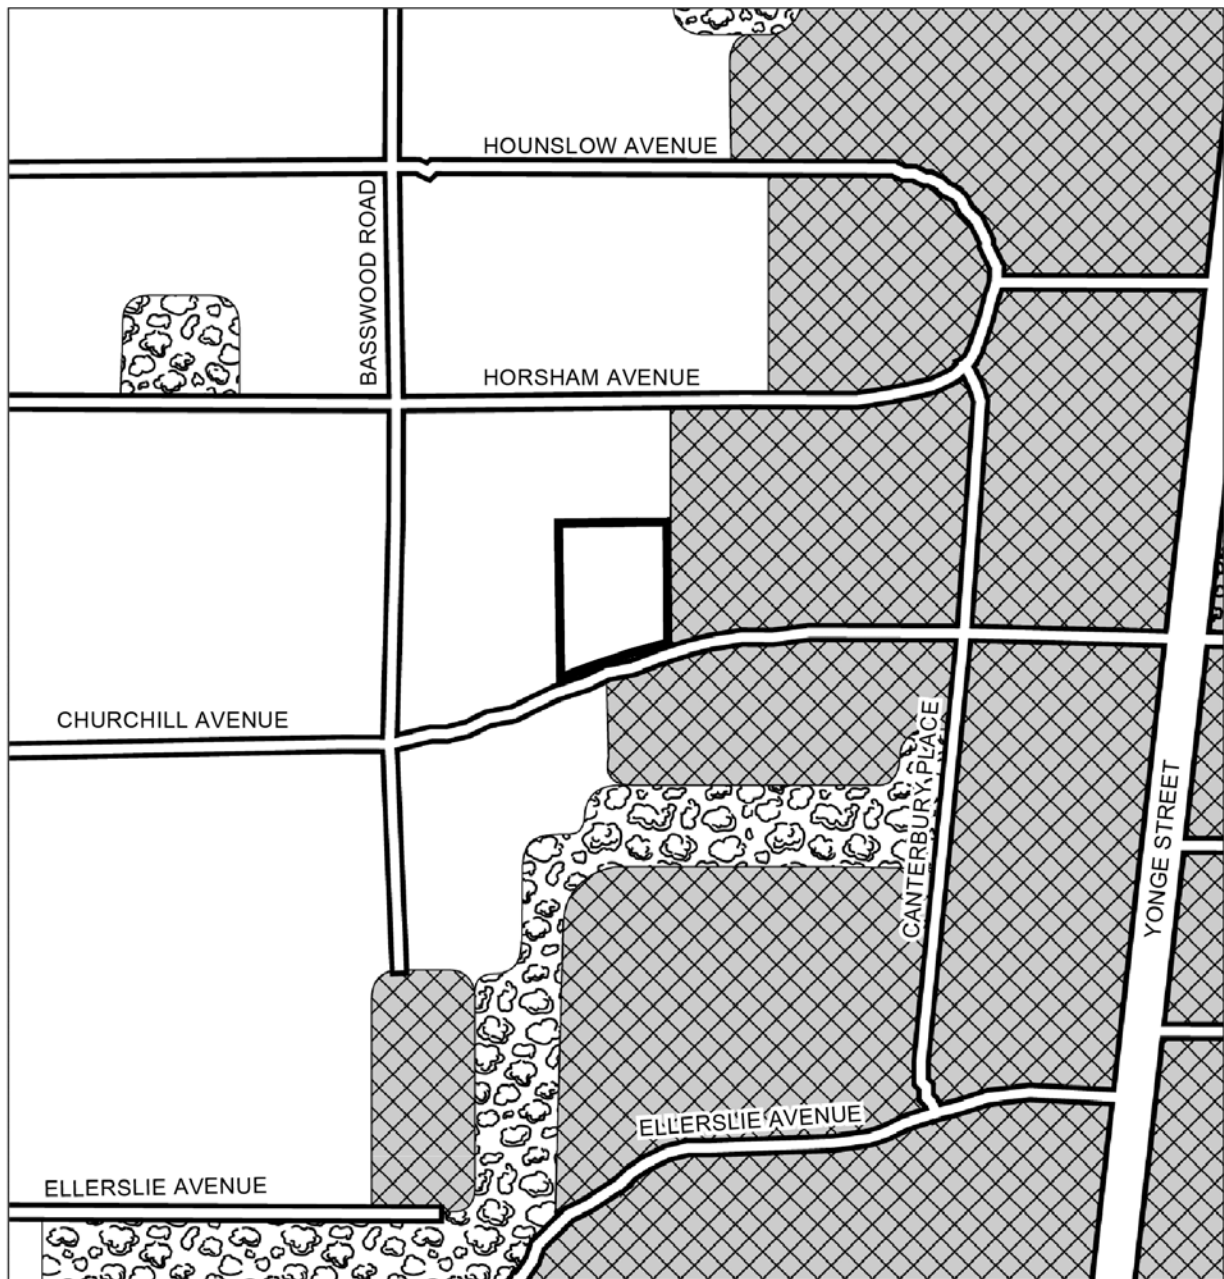 HOUNSLOW AVENUE
BASSWOOD ROAD
HORSHAM AVENUE
CHURCHILL AVENUE
CANTERBURY PLACE
YONGE STREET
ELLERSLIE AVENUE
ELLERSLIE AVENUE